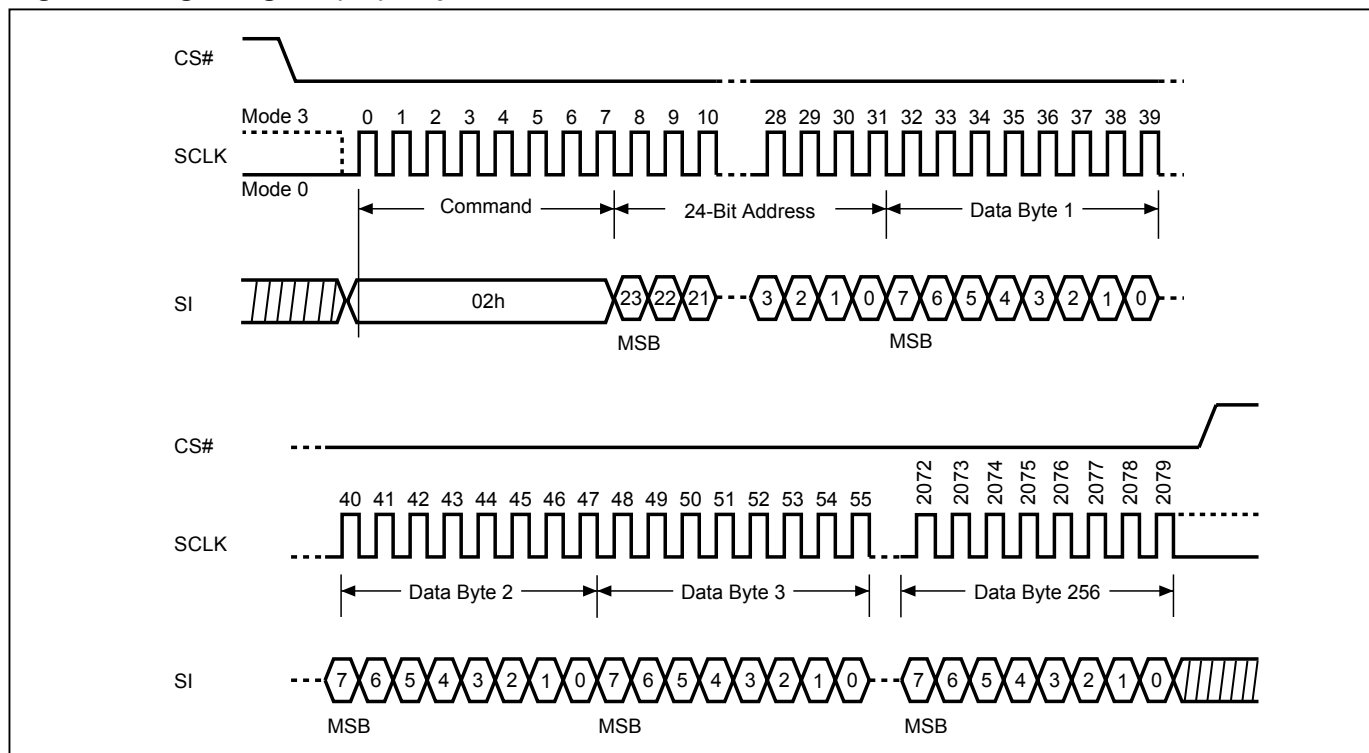 CS#
Mode 3
0 1 2 3 4 5 6 7 8 9 10 28 29 30 31 32 33 34 35 36 37 38 39
SCLK
Mode 0
Command 24-Bit Address Data Byte 1
SI 02h 23 22 21 3 2 1 0 7 6 5 4 3 2 1 0
MSB MSB
CS#
40 41 42 43 44 45 46 47 48 49 50 51 52 53 54 55 2072 2073 2074 2075 2076 2077 2078 2079
SCLK
Data Byte 2 Data Byte 3 Data Byte 256
SI 7 6 5 4 3 2 1 0 7 6 5 4 3 2 1 0 7 6 5 4 3 2 1 0
MSB MSB MSB